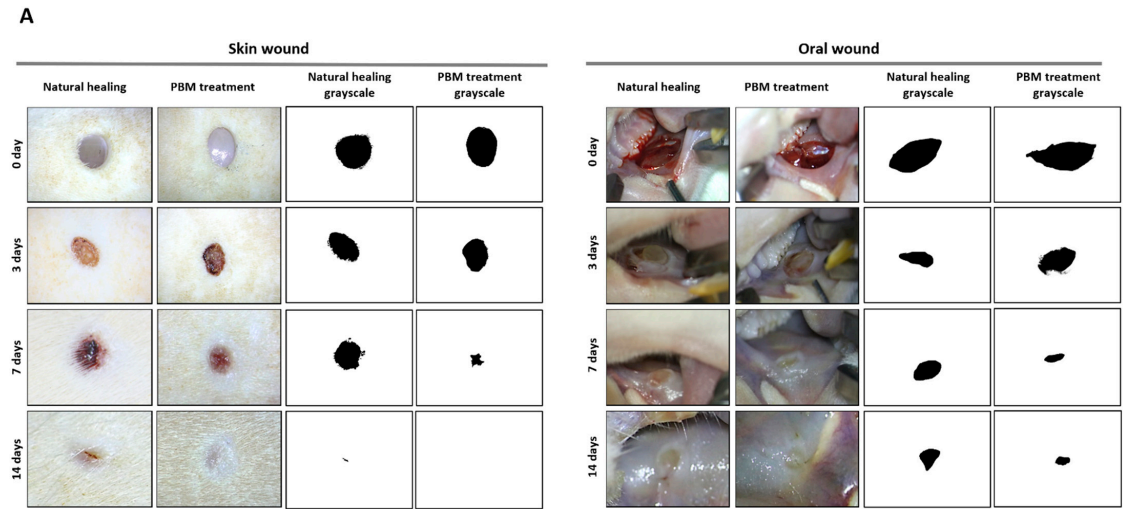 A
Skin wound
Natural healing
PBM treatment
Natural healing
grayscale
PBM treatment
grayscale
0 day
3 days
7 days
14 days
Oral wound
Natural healing
PBM treatment
Natural healing
grayscale
PBM treatment
grayscale
0 day
3 days
7 days
14 days